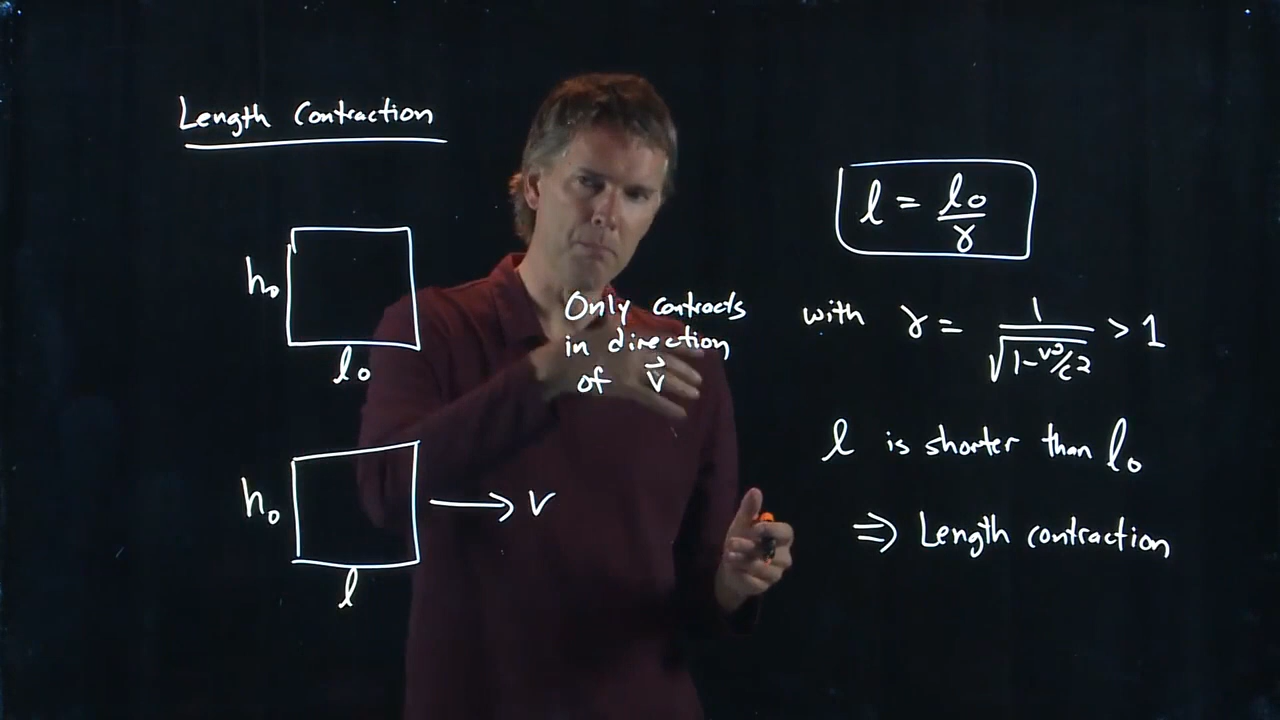 Length Contraction
h₀
l₀
h₀
→ v
l
Only contracts
in direction
of v⃗
l = l₀/γ
with γ = 1/√(1-v²/c²) > 1
l is shorter than l₀
⇒ Length contraction